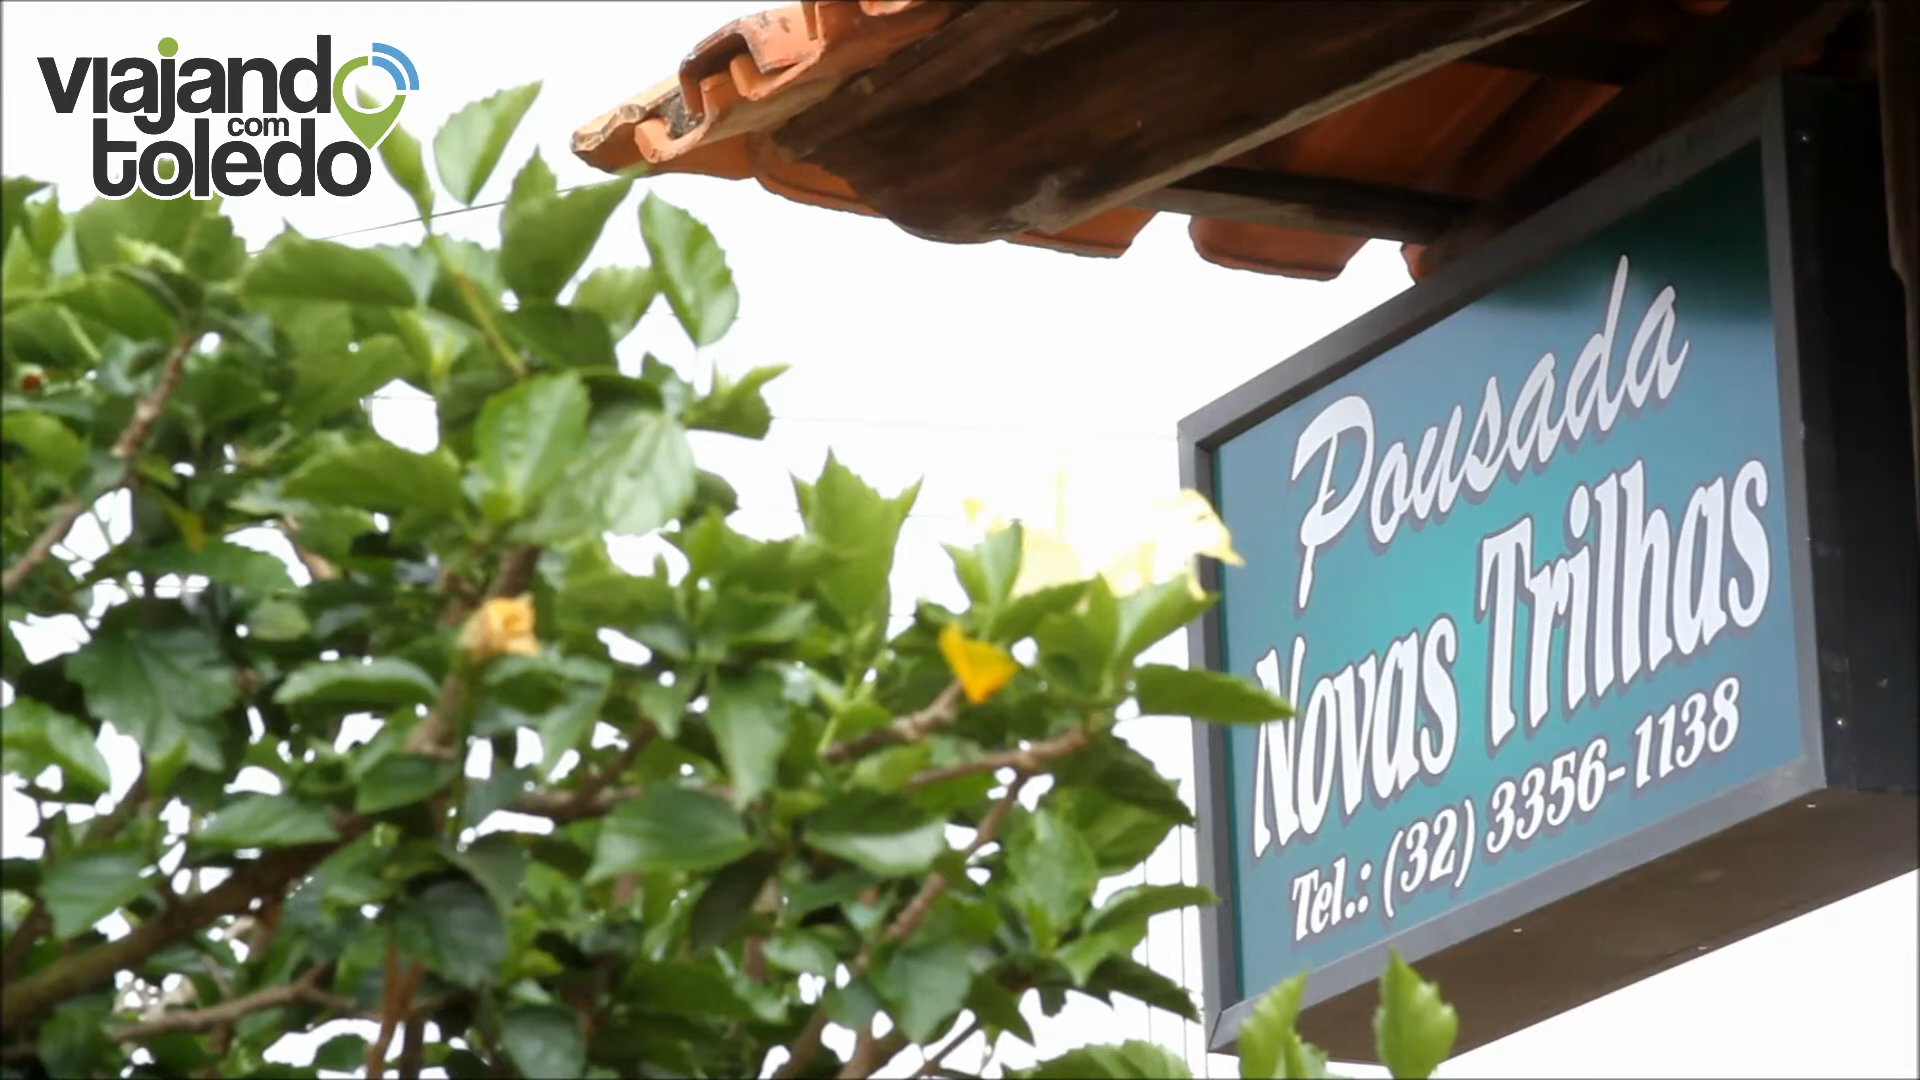 viajando
com
toledo
Pousada
Novas Trilhas
Tel.: (32) 3356-1138